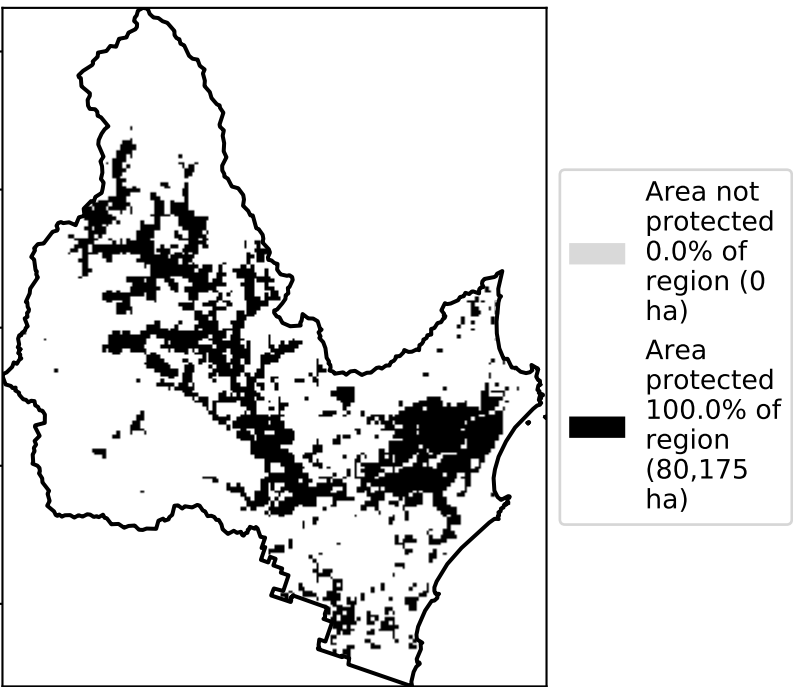 Area not
protected
0.0% of
region (0
ha)
Area
protected
100.0% of
region
(80,175
ha)